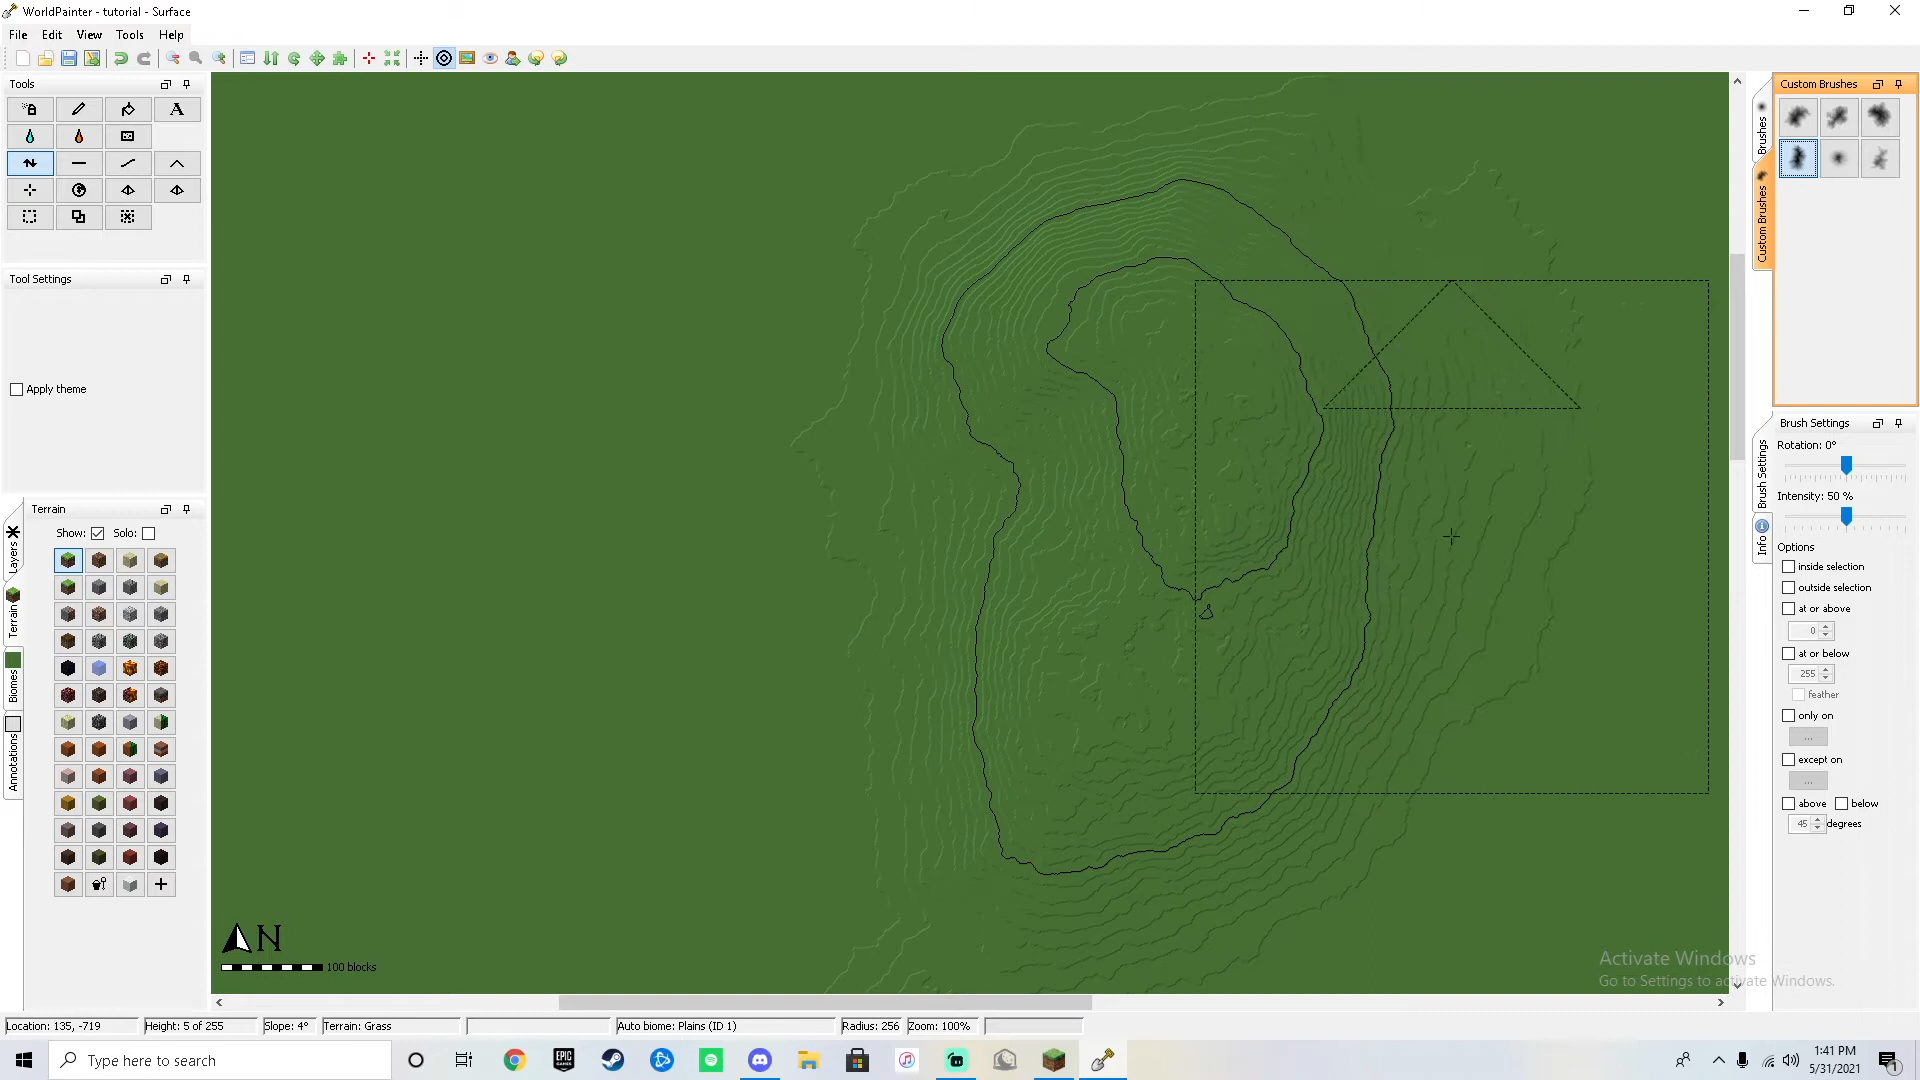 WorldPainter - tutorial - Surface
File Edit View Tools Help
Tools
A
Tool Settings
Apply theme
Terrain
Show: Solo:
Layers
Terrain
Biomes
Annotations
N
100 blocks
Brushes
Custom Brushes
Custom Brushes
Brush Settings
Info
Brush Settings
Rotation: 0°
Intensity: 50 %
Options
inside selection
outside selection
at or above
0
at or below
255
feather
only on
...
except on
...
above below
45 degrees
Activate Windows
Go to Settings to activate Windows.
Location: 135, -719 Height: 5 of 255 Slope: 4° Terrain: Grass Auto biome: Plains (ID 1) Radius: 256 Zoom: 100%
Type here to search
EPIC GAMES
1:41 PM
5/31/2021
1